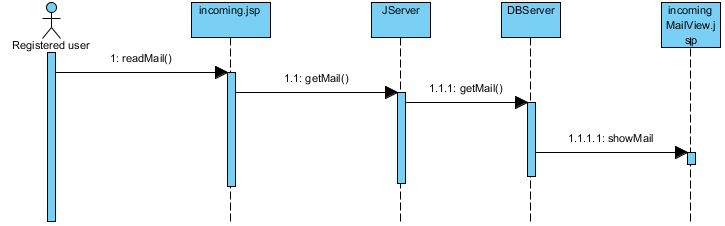 incoming.jsp
JServer
DBServer
incoming
MailView.j
sp
Registered user
1: readMail()
1.1: getMail()
1.1.1: getMail()
1.1.1.1: showMail